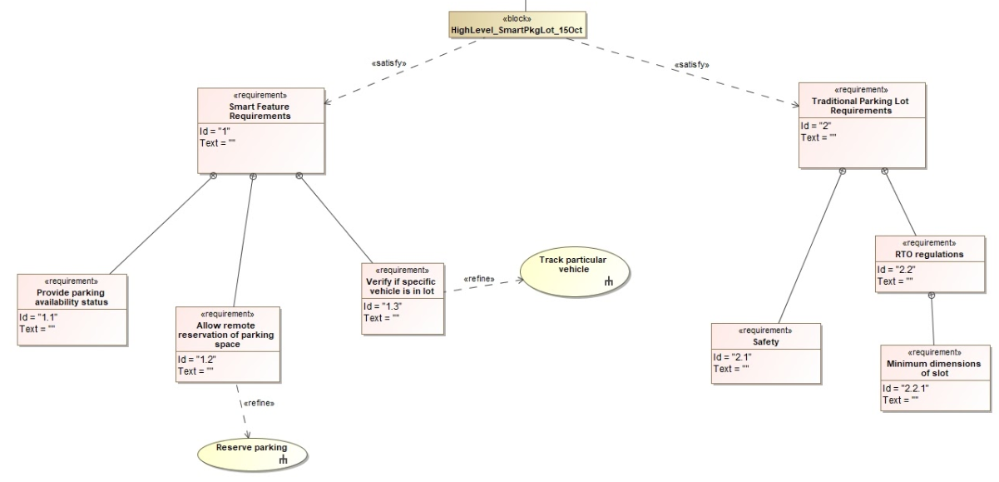 «block»
HighLevel_SmartPkgLot_15Oct
«satisfy»
«satisfy»
«requirement»
Smart Feature
Requirements
Id = "1"
Text = ""
«requirement»
Traditional Parking Lot
Requirements
Id = "2"
Text = ""
«requirement»
Provide parking
availability status
Id = "1.1"
Text = ""
«requirement»
Allow remote
reservation of parking
space
Id = "1.2"
Text = ""
«requirement»
Verify if specific
vehicle is in lot
Id = "1.3"
Text = ""
«refine»
Track particular
vehicle
«refine»
Reserve parking
«requirement»
RTO regulations
Id = "2.2"
Text = ""
«requirement»
Safety
Id = "2.1"
Text = ""
«requirement»
Minimum dimensions
of slot
Id = "2.2.1"
Text = ""